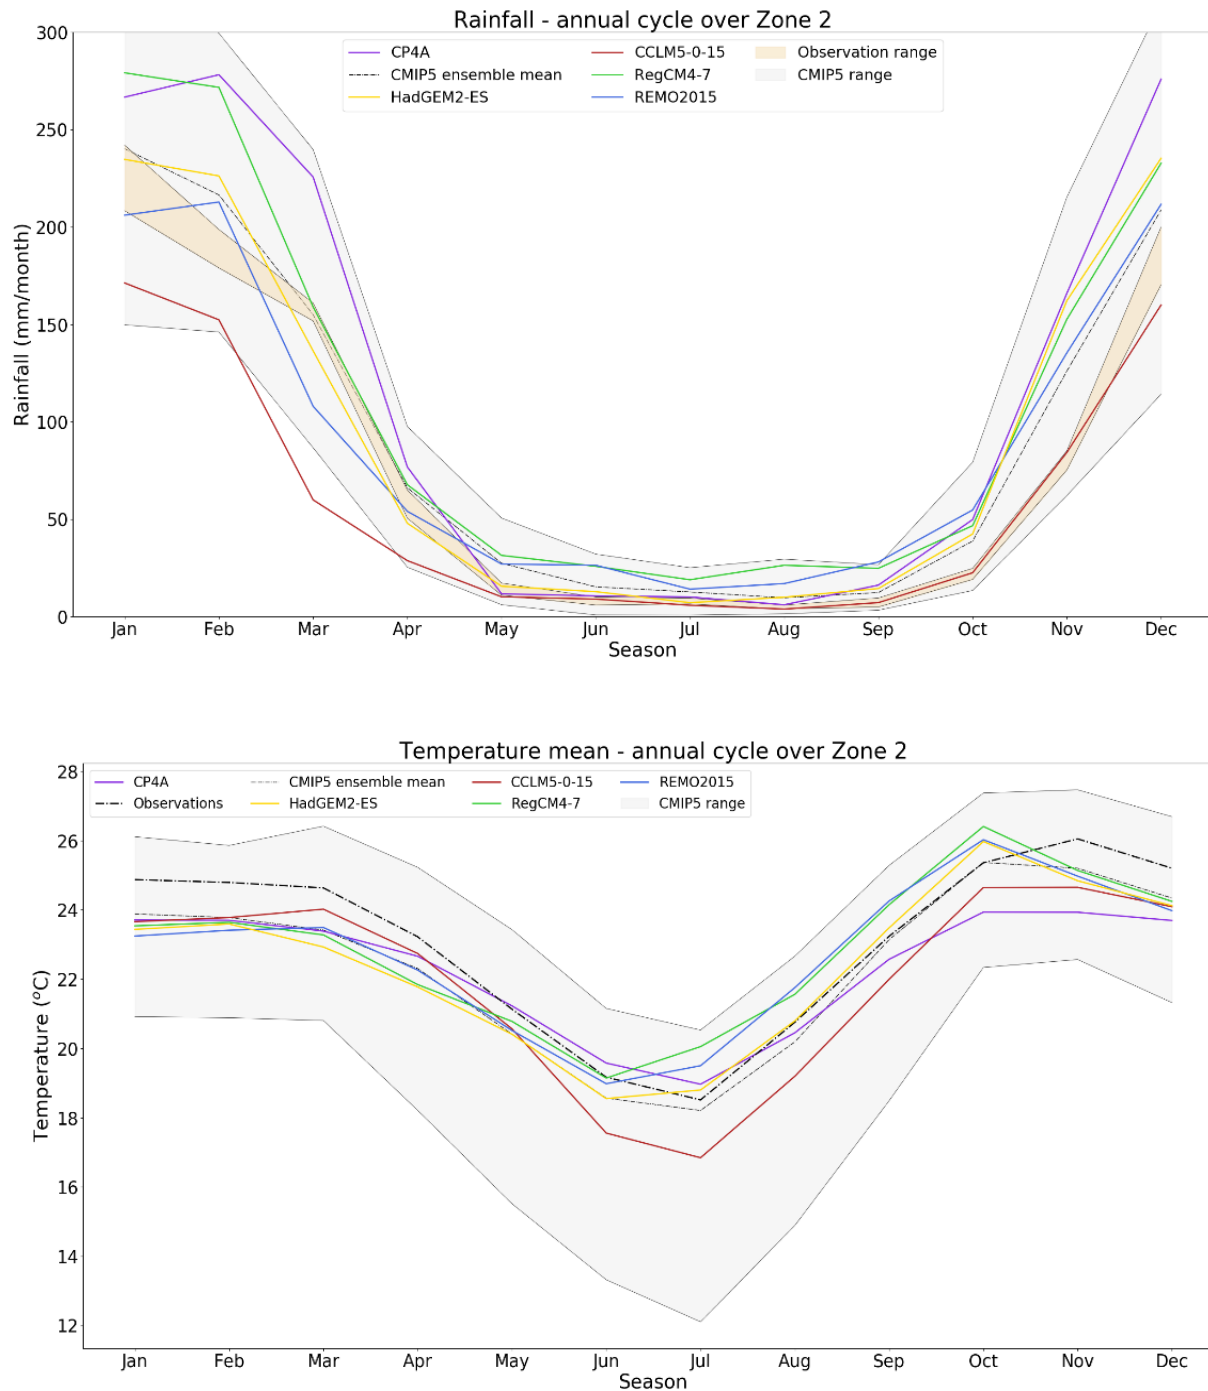 Rainfall - annual cycle over Zone 2
300
250
200
150
100
50
0
Rainfall (mm/month)
CP4A
CMIP5 ensemble mean
HadGEM2-ES
CCLM5-0-15
RegCM4-7
REMO2015
Observation range
CMIP5 range
Jan Feb Mar Apr May Jun Jul Aug Sep Oct Nov Dec
Season
Temperature mean - annual cycle over Zone 2
28
26
24
22
20
18
16
14
12
Temperature (°C)
CP4A
Observations
CMIP5 ensemble mean
HadGEM2-ES
CCLM5-0-15
RegCM4-7
REMO2015
CMIP5 range
Jan Feb Mar Apr May Jun Jul Aug Sep Oct Nov Dec
Season